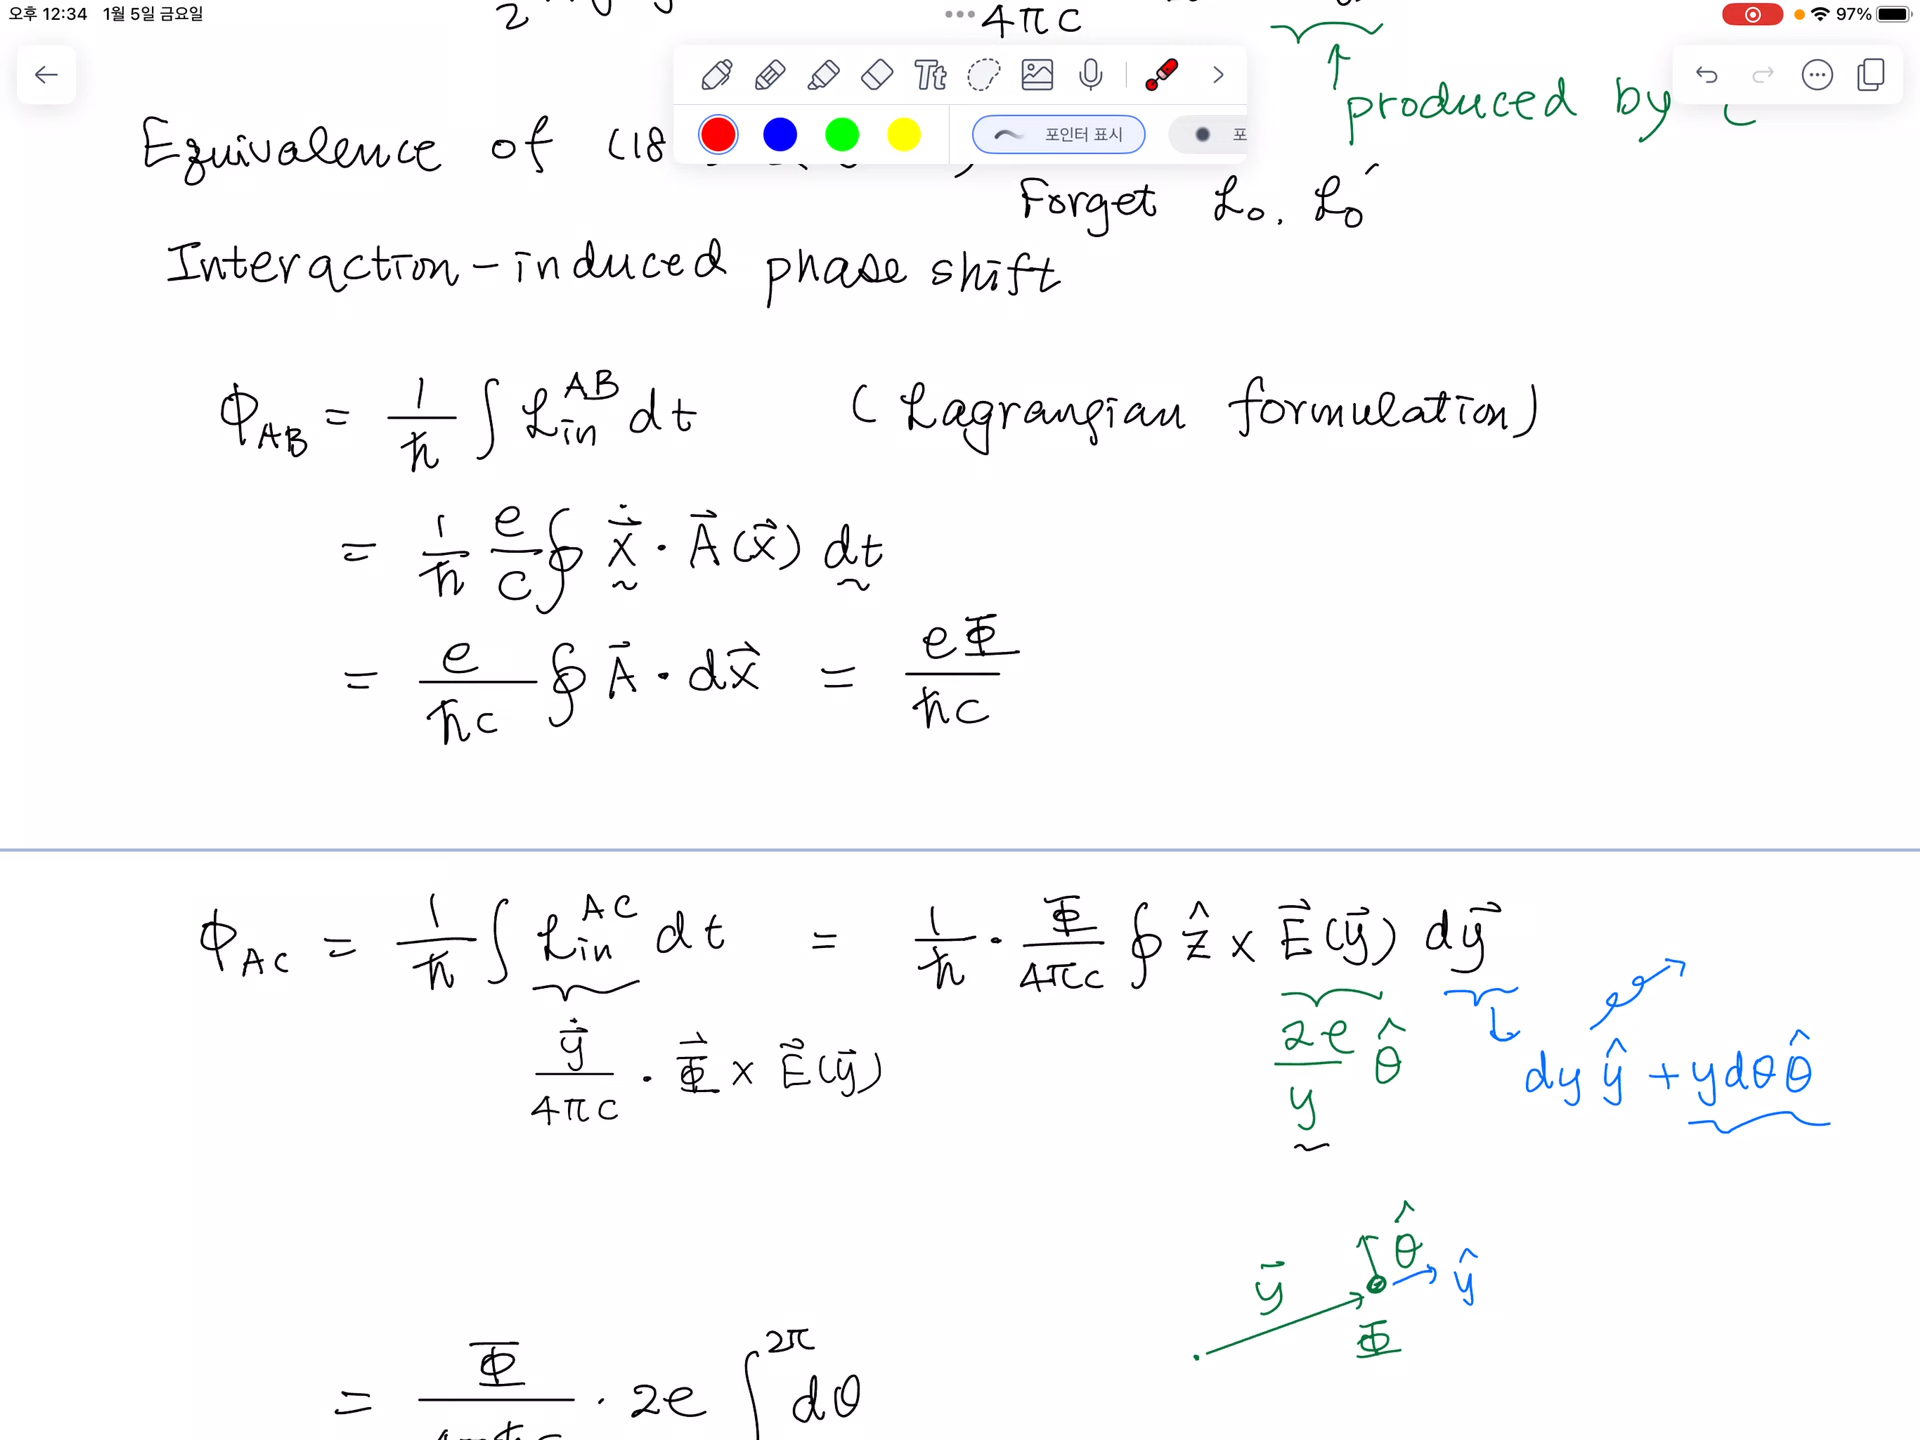 오후 12:34 1월 5일 금요일
97%
2
4πc
produced by
포인터 표시
포
Equivalence of (18
Forget ℒ₀, ℒ₀′
Interaction-induced phase shift
Φ_AB = 1/ħ ∫ ℒ_in^AB dt (Lagrangian formulation)
= 1/ħ e/c ∮ ẋ⃗ · A⃗(x⃗) dt
= e/ħc ∮ A⃗ · dx⃗ = eΦ/ħc
Φ_AC = 1/ħ ∫ ℒ_in^AC dt = 1/ħ · Φ/4πc ∮ ẑ × E⃗(y⃗) dy⃗
ẏ⃗/4πc · Φ⃗ × E⃗(y⃗)
2e/y θ̂
dy ŷ + ydθ θ̂
θ̂
y⃗
ŷ
Φ
= Φ/ · 2e ∫^2π dθ